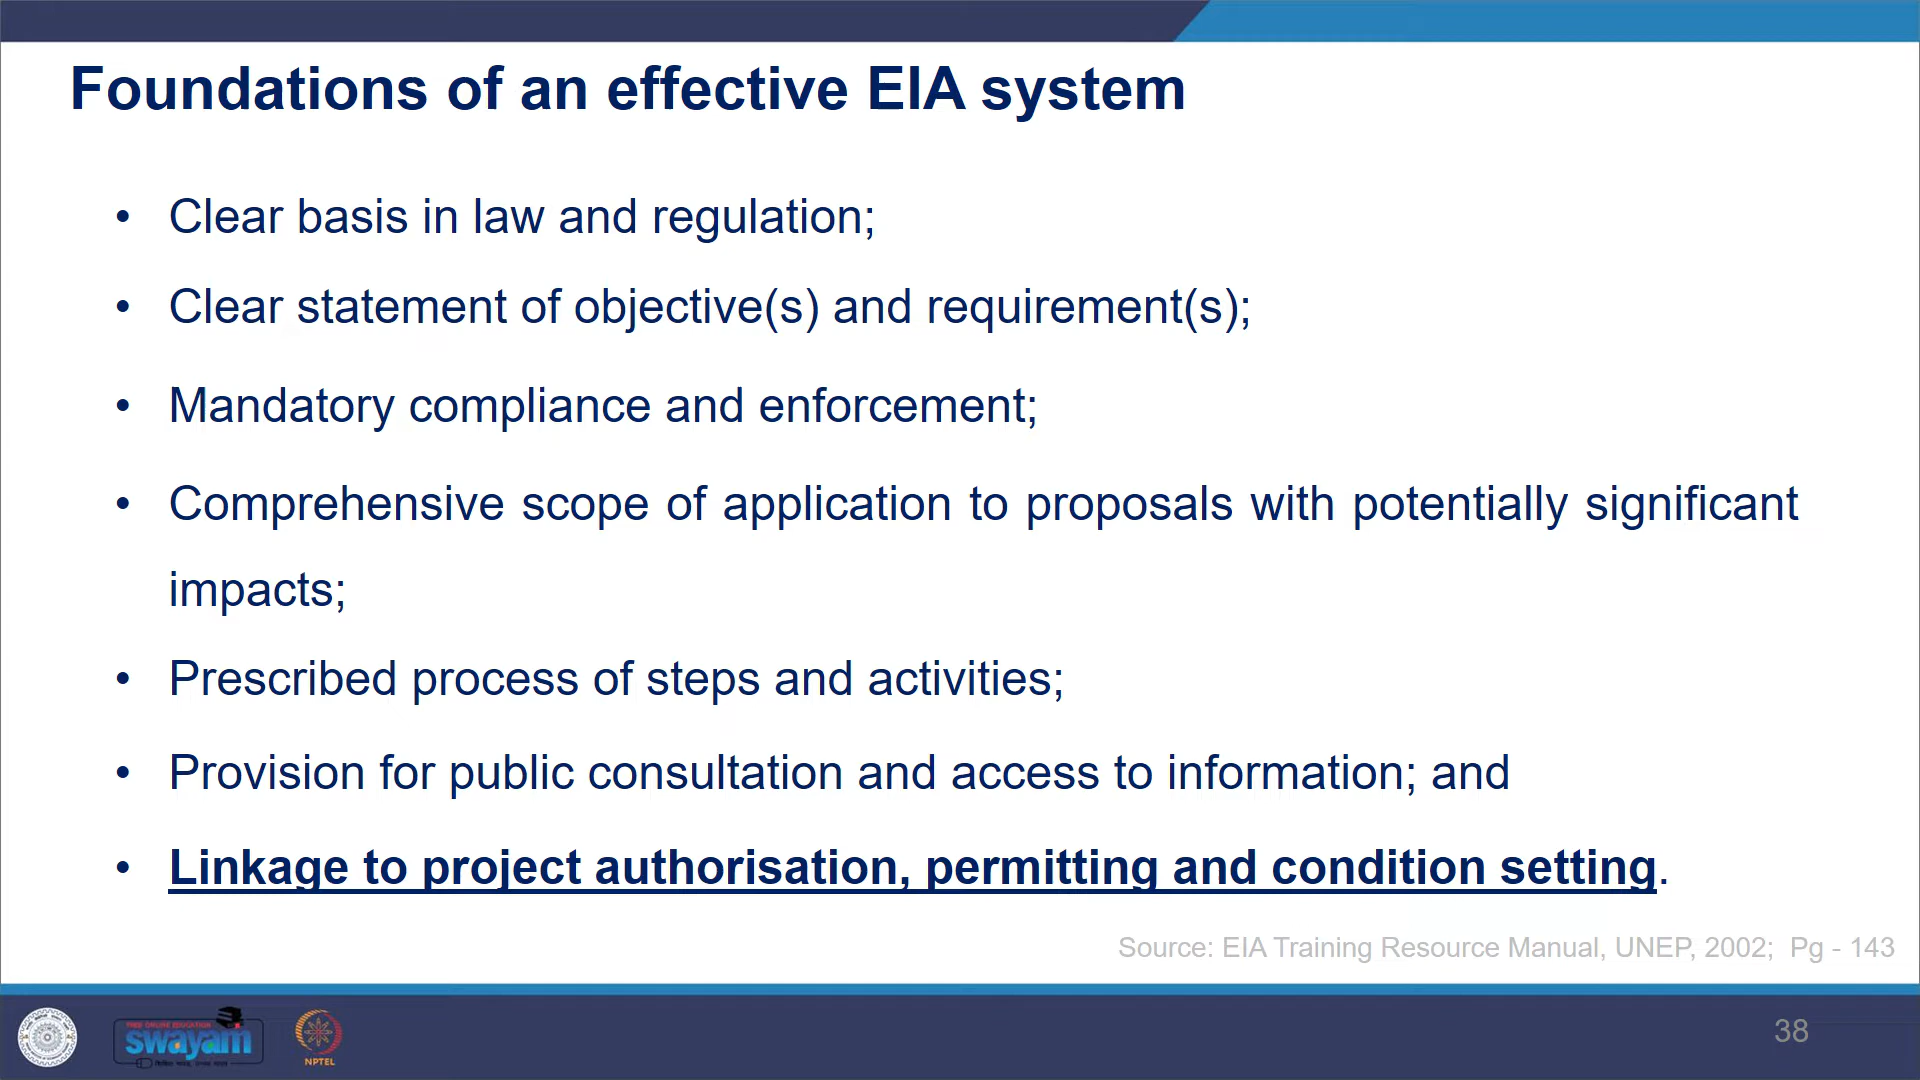 Foundations of an effective EIA system
• Clear basis in law and regulation;
• Clear statement of objective(s) and requirement(s);
• Mandatory compliance and enforcement;
• Comprehensive scope of application to proposals with potentially significant
impacts;
• Prescribed process of steps and activities;
• Provision for public consultation and access to information; and
• Linkage to project authorisation, permitting and condition setting.
Source: EIA Training Resource Manual, UNEP, 2002; Pg - 143
FREE ONLINE EDUCATION
swayam
NPTEL
38